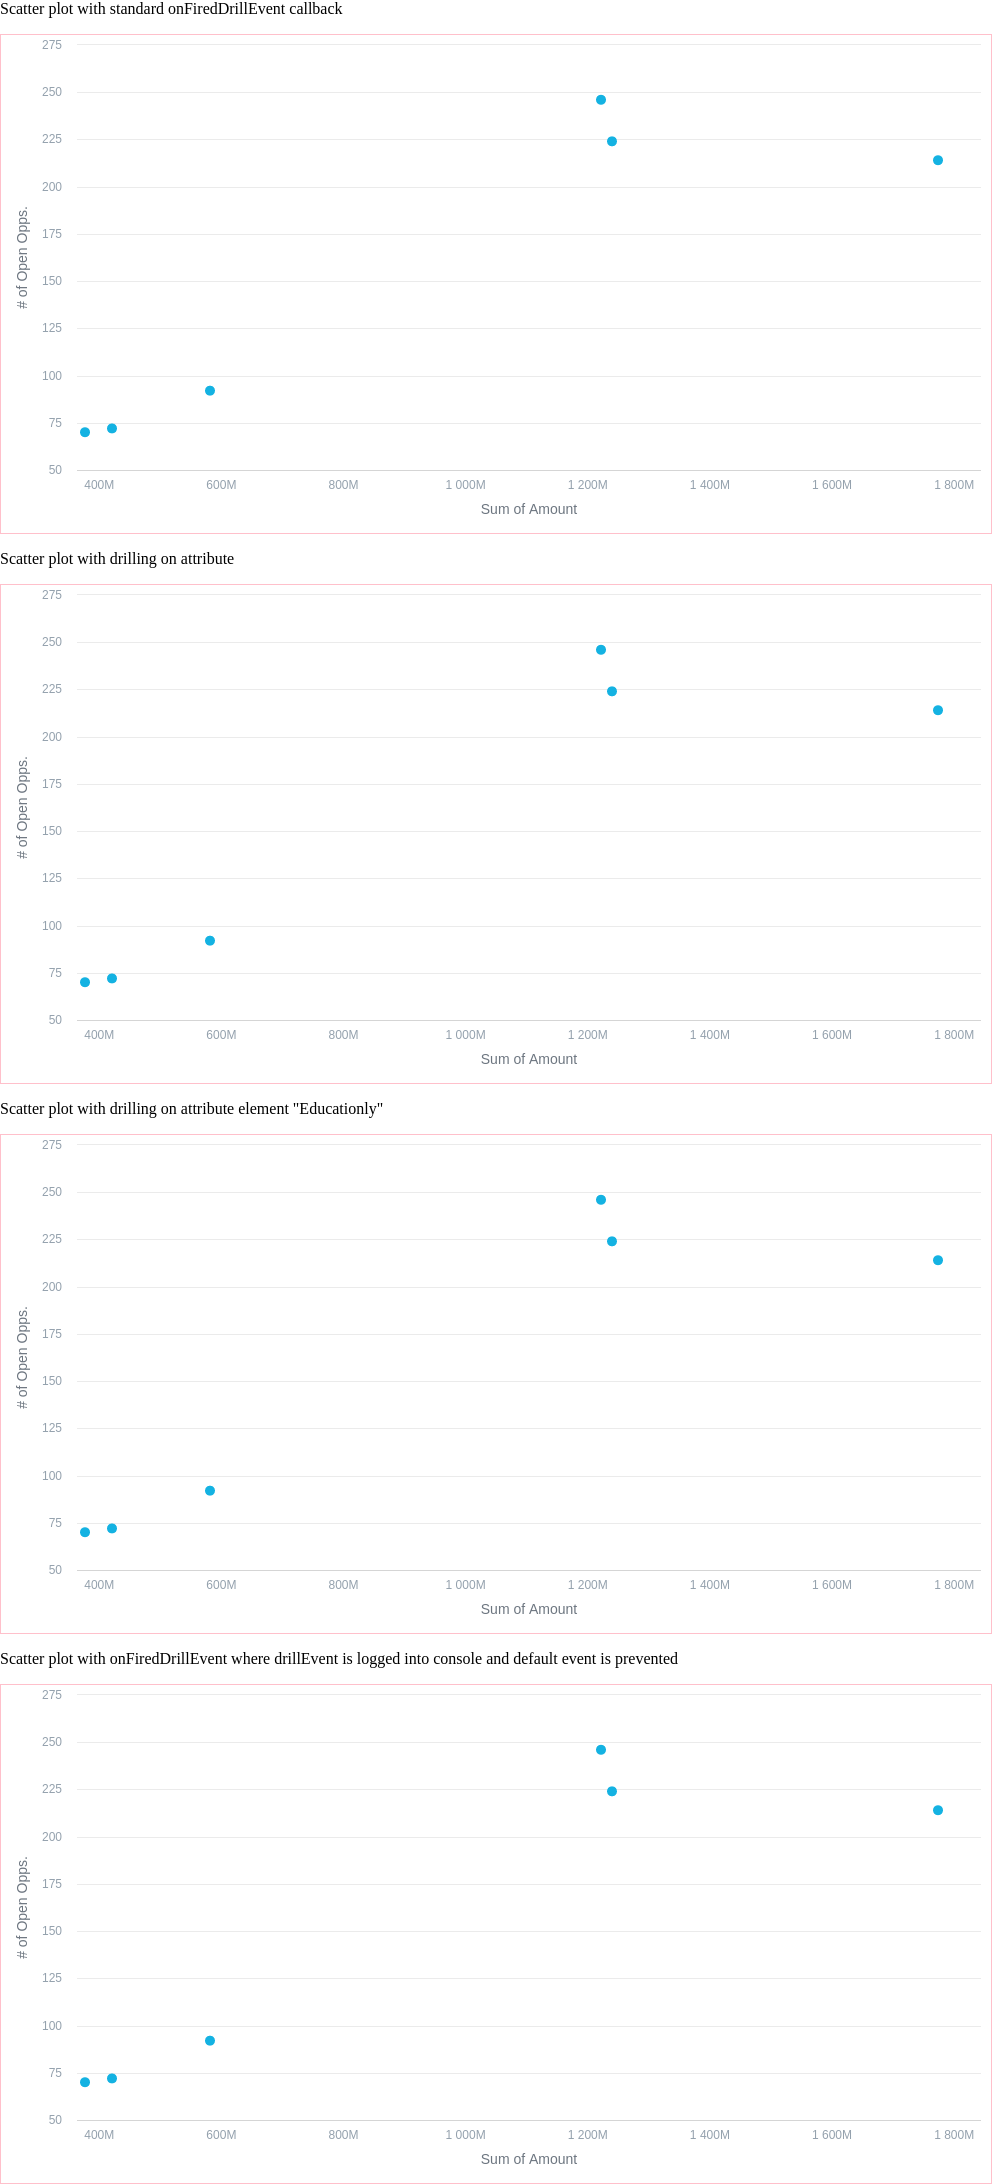 Scatter plot with standard onFiredDrillEvent callback
275
250
225
200
175
150
125
100
75
50
# of Open Opps.
400M 600M 800M 1 000M 1 200M 1 400M 1 600M 1 800M
Sum of Amount
Scatter plot with drilling on attribute
275
250
225
200
175
150
125
100
75
50
# of Open Opps.
400M 600M 800M 1 000M 1 200M 1 400M 1 600M 1 800M
Sum of Amount
Scatter plot with drilling on attribute element "Educationly"
275
250
225
200
175
150
125
100
75
50
# of Open Opps.
400M 600M 800M 1 000M 1 200M 1 400M 1 600M 1 800M
Sum of Amount
Scatter plot with onFiredDrillEvent where drillEvent is logged into console and default event is prevented
275
250
225
200
175
150
125
100
75
50
# of Open Opps.
400M 600M 800M 1 000M 1 200M 1 400M 1 600M 1 800M
Sum of Amount